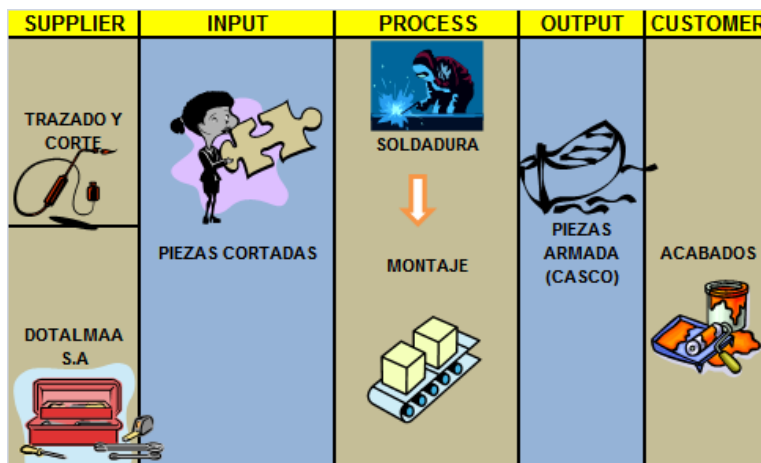 SUPPLIER
INPUT
PROCESS
OUTPUT
CUSTOMER
TRAZADO Y
CORTE
DOTALMAA
S.A
PIEZAS CORTADAS
SOLDADURA
MONTAJE
PIEZAS
ARMADA
(CASCO)
ACABADOS